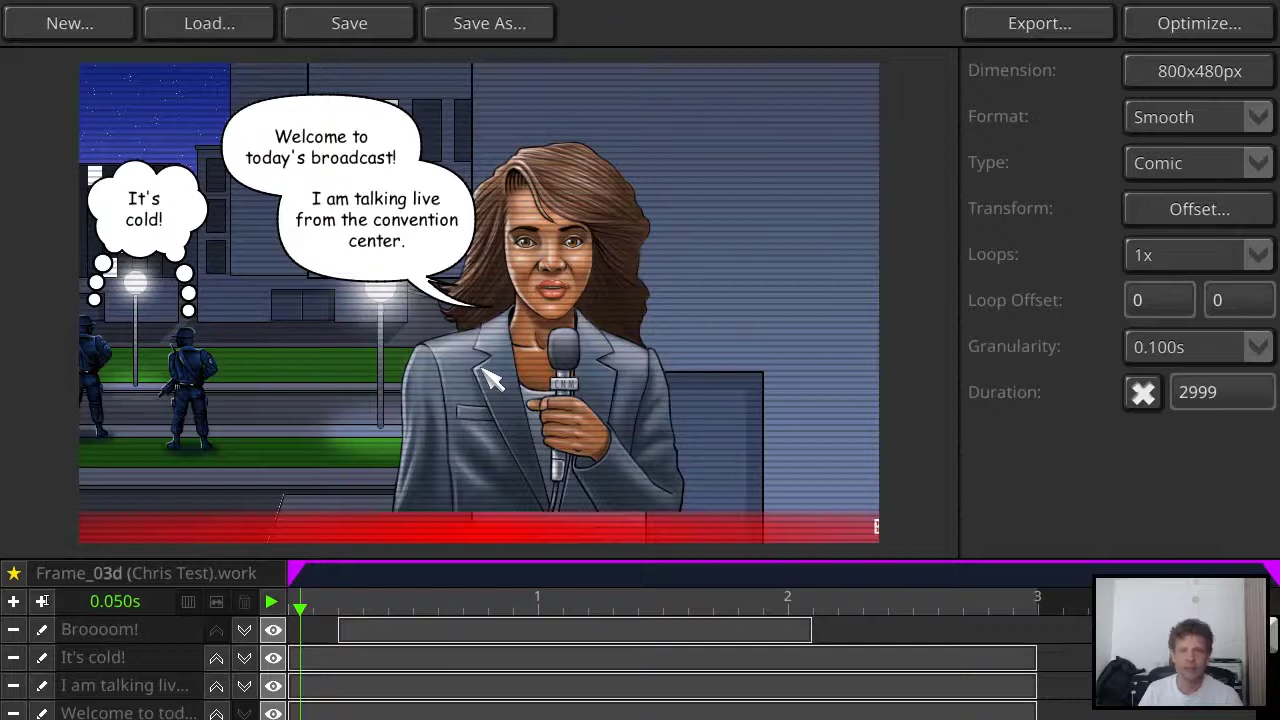 New...
Load...
Save
Save As...
Export...
Optimize...
Dimension:
800x480px
Format:
Smooth
Type:
Comic
Transform:
Offset...
Loops:
1x
Loop Offset:
0
0
Granularity:
0.100s
Duration:
2999
Welcome to
today's broadcast!
I am talking live
from the convention
center.
It's
cold!
CNM
Frame_03d (Chris Test).work
0.050s
1
2
3
Broooom!
It's cold!
I am talking liv...
Welcome to tod...